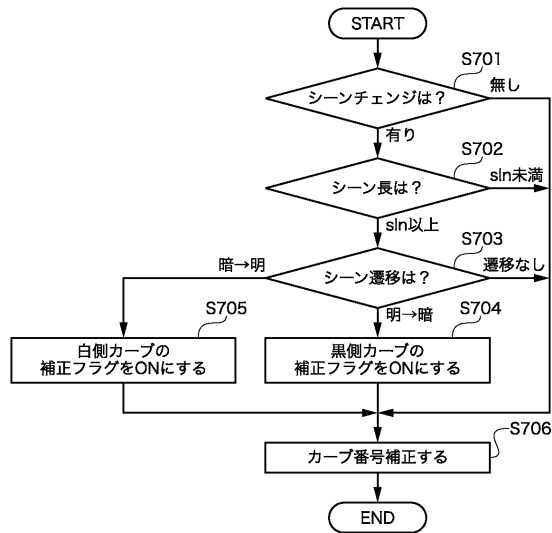 START
S701
シーンチェンジは?
無し
有り
S702
シーン長は?
sln未満
sln以上
S703
シーン遷移は?
暗→明
遷移なし
明→暗
S705
白側カーブの
補正フラグをONにする
S704
黒側カーブの
補正フラグをONにする
カーブ番号補正する
S706
END